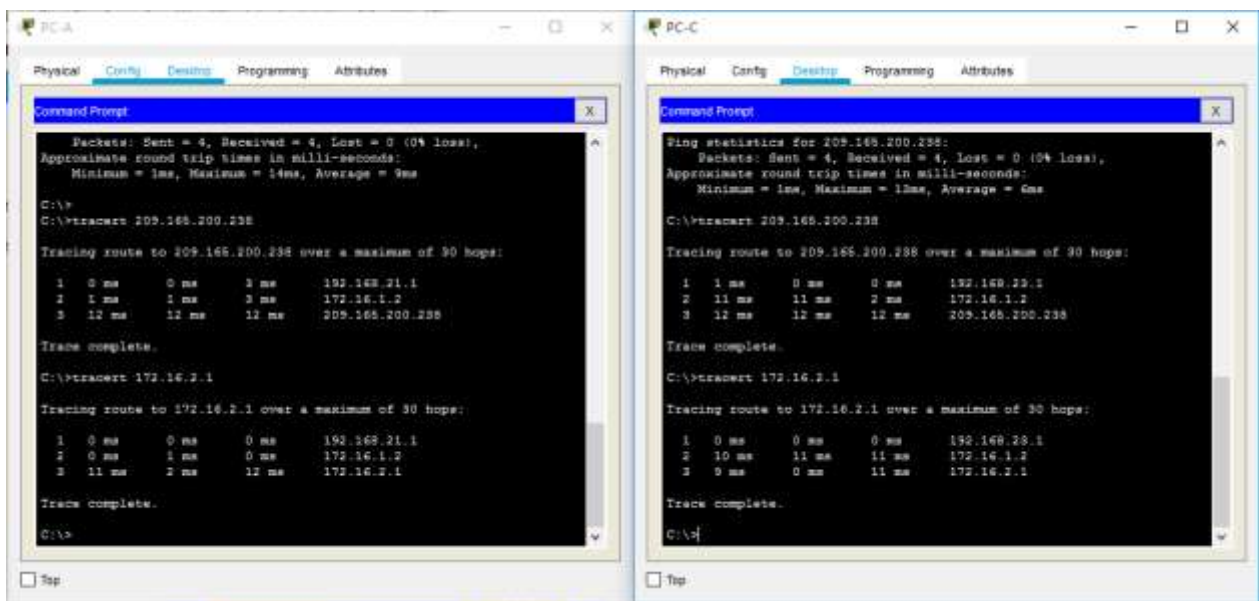 PC-A
Physical Config Desktop Programming Attributes
Command Prompt X
Packets: Sent = 4, Received = 4, Lost = 0 (0% loss),
Approximate round trip times in milli-seconds:
Minimum = 1ms, Maximum = 14ms, Average = 9ms
C:\>
C:\>tracert 209.165.200.238
Tracing route to 209.165.200.238 over a maximum of 30 hops:
1 0 ms 0 ms 3 ms 192.168.21.1
2 1 ms 1 ms 3 ms 172.16.1.2
3 12 ms 12 ms 12 ms 209.165.200.238
Trace complete.
C:\>tracert 172.16.2.1
Tracing route to 172.16.2.1 over a maximum of 30 hops:
1 0 ms 0 ms 0 ms 192.168.21.1
2 0 ms 1 ms 0 ms 172.16.1.2
3 11 ms 2 ms 12 ms 172.16.2.1
Trace complete.
C:\>
Top
PC-C
Physical Config Desktop Programming Attributes
Command Prompt X
Ping statistics for 209.165.200.238:
Packets: Sent = 4, Received = 4, Lost = 0 (0% loss),
Approximate round trip times in milli-seconds:
Minimum = 1ms, Maximum = 13ms, Average = 6ms
C:\>tracert 209.165.200.238
Tracing route to 209.165.200.238 over a maximum of 30 hops:
1 1 ms 0 ms 0 ms 192.168.23.1
2 11 ms 11 ms 2 ms 172.16.1.2
3 12 ms 12 ms 12 ms 209.165.200.238
Trace complete.
C:\>tracert 172.16.2.1
Tracing route to 172.16.2.1 over a maximum of 30 hops:
1 0 ms 0 ms 0 ms 192.168.23.1
2 10 ms 11 ms 11 ms 172.16.1.2
3 9 ms 0 ms 11 ms 172.16.2.1
Trace complete.
C:\>
Top